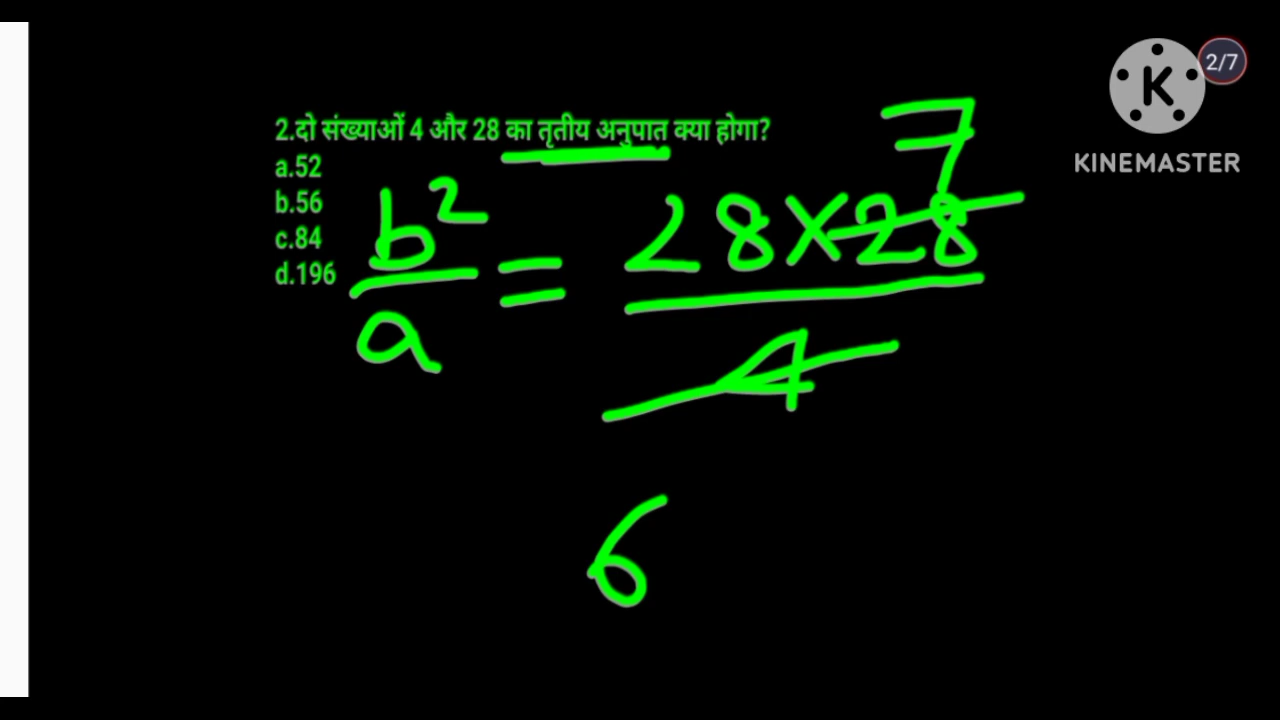 2.दो संख्याओं 4 और 28 का तृतीय अनुपात क्या होगा?
a.52
b.56
c.84
d.196
b²/a = 28×28/4
7
6
K 2/7
KINEMASTER